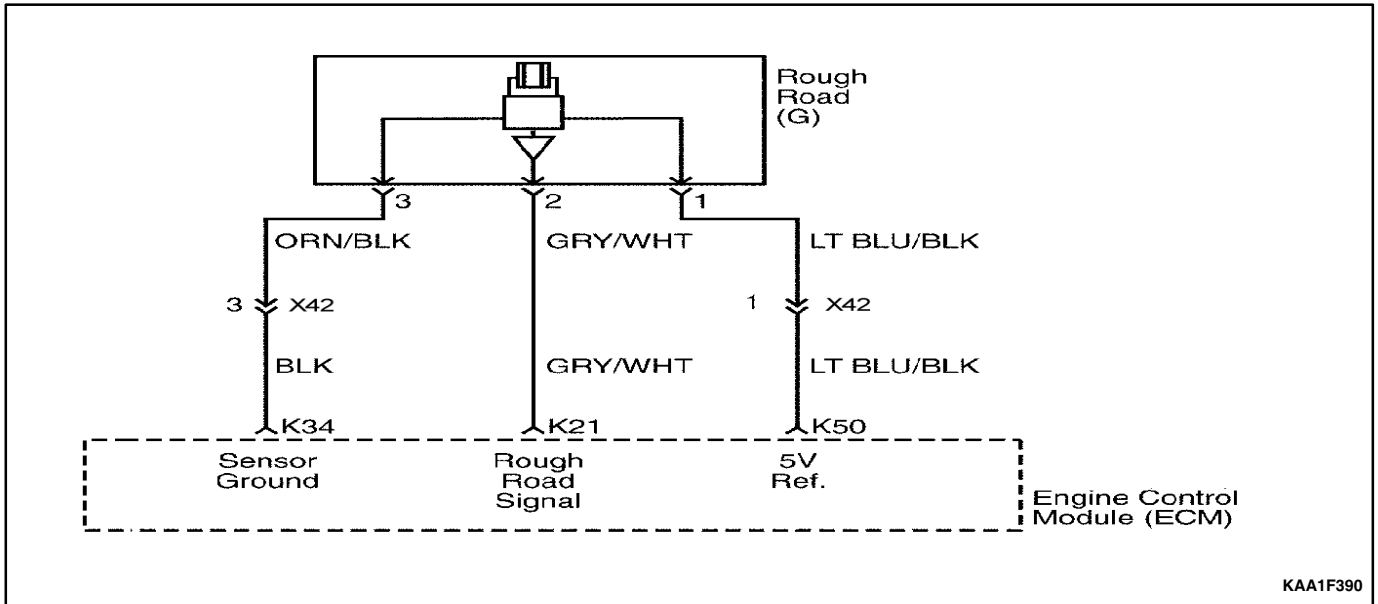 Rough
Road
(G)
3
2
1
ORN/BLK
GRY/WHT
LT BLU/BLK
3
X42
1
X42
BLK
GRY/WHT
LT BLU/BLK
K34
K21
K50
Sensor
Ground
Rough
Road
Signal
5V
Ref.
Engine Control
Module (ECM)
KAA1F390